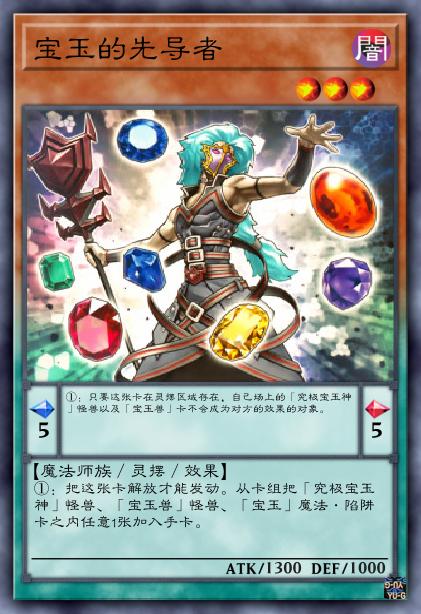 宝玉的先导者
闇
①：只要这张卡在灵摆区域存在，自己场上的「究极宝玉神
」怪兽以及「宝玉兽」卡不会成为对方的效果的对象。
5
5
【魔法师族／灵摆／效果】
①：把这张卡解放才能发动。从卡组把「究极宝玉
神」怪兽、「宝玉兽」怪兽、「宝玉」魔法·陷阱
卡之内任意1张加入手卡。
ATK/1300 DEF/1000